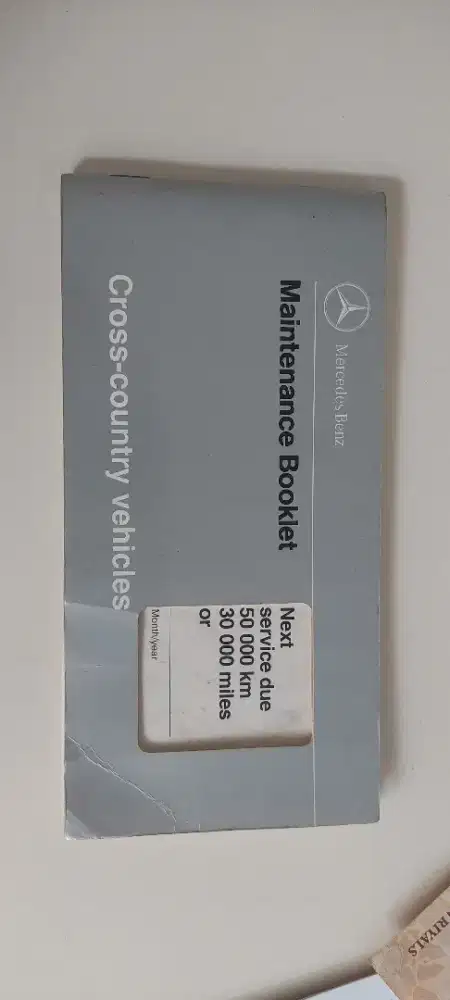 Mercedes Benz
Maintenance Booklet
Next
service due
50 000 km
30 000 miles
or
Month/year
Cross-country vehicles
RIVALS